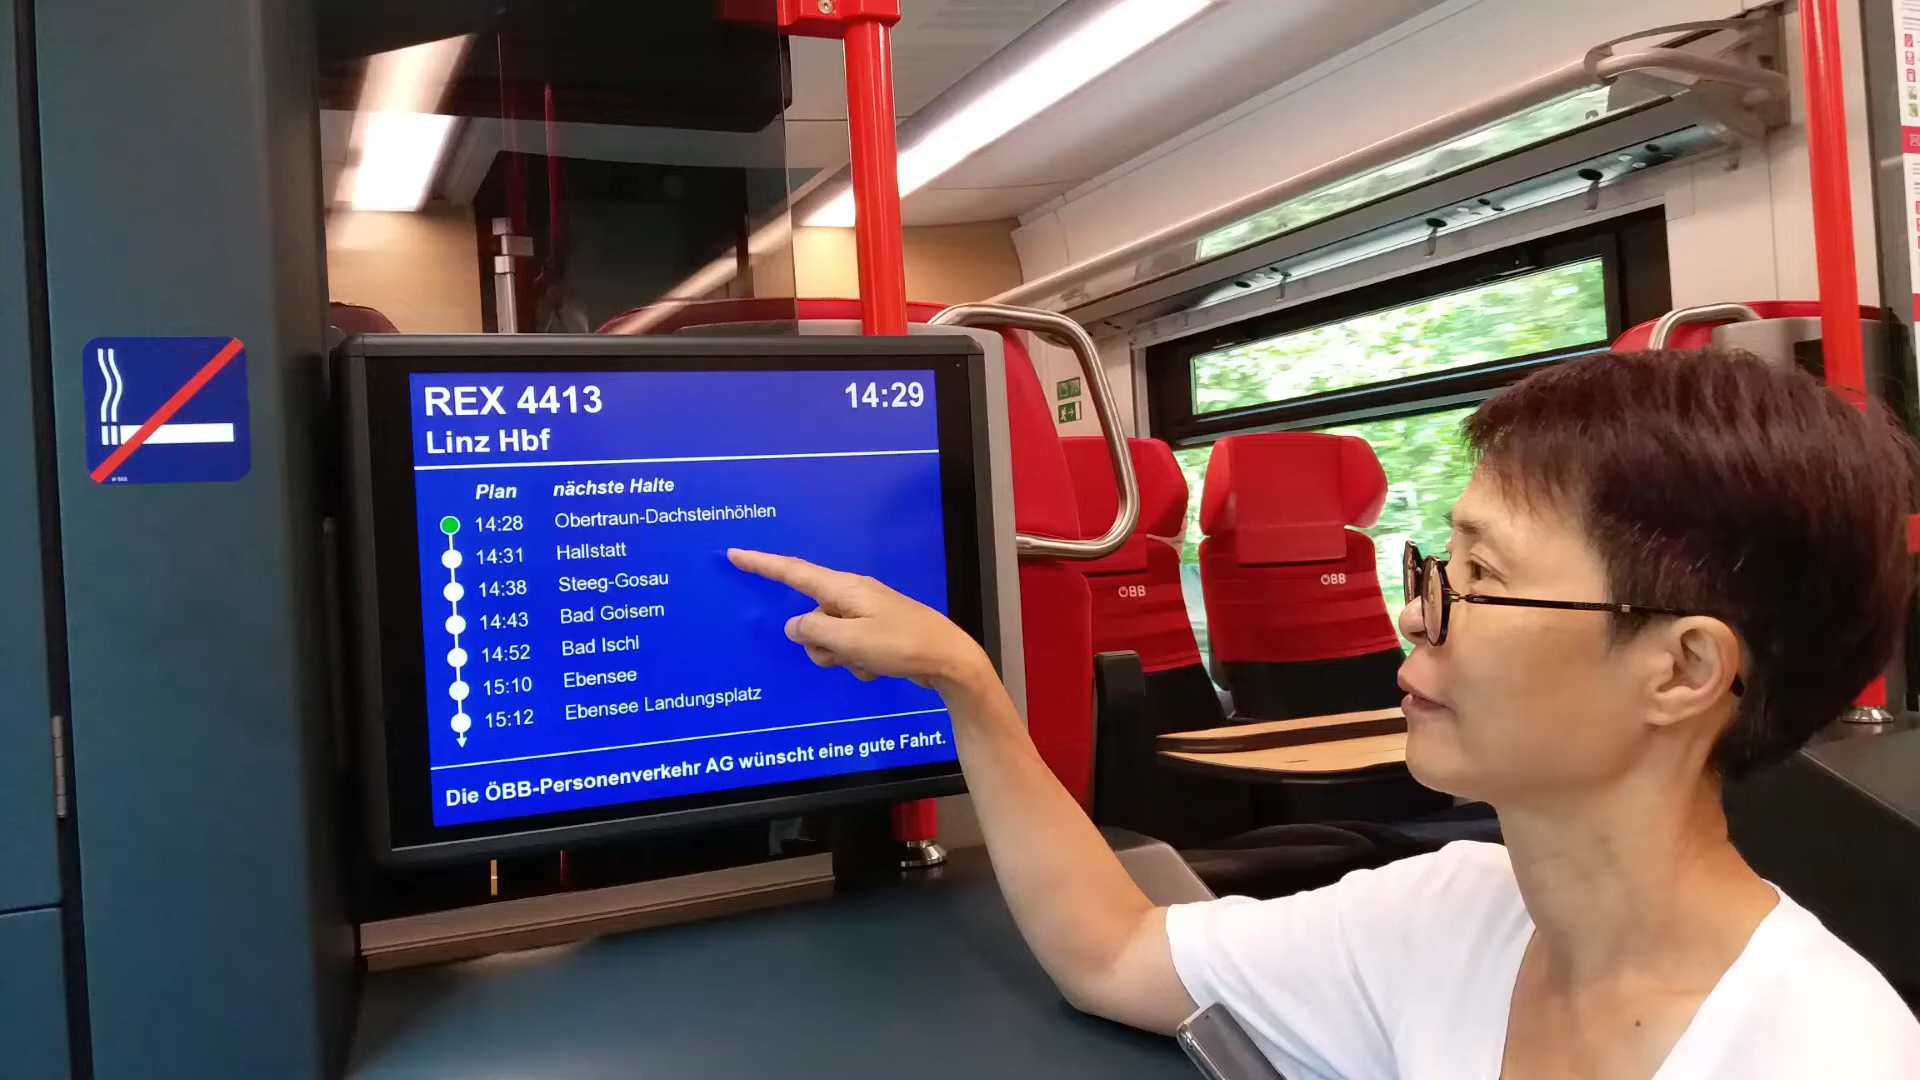 REX 4413 14:29
Linz Hbf
Plan nächste Halte
14:28 Obertraun-Dachsteinhöhlen
14:31 Hallstatt
14:38 Steeg-Gosau
14:43 Bad Goisern
14:52 Bad Ischl
15:10 Ebensee
15:12 Ebensee Landungsplatz
Die ÖBB-Personenverkehr AG wünscht eine gute Fahrt.
ÖBB
ÖBB